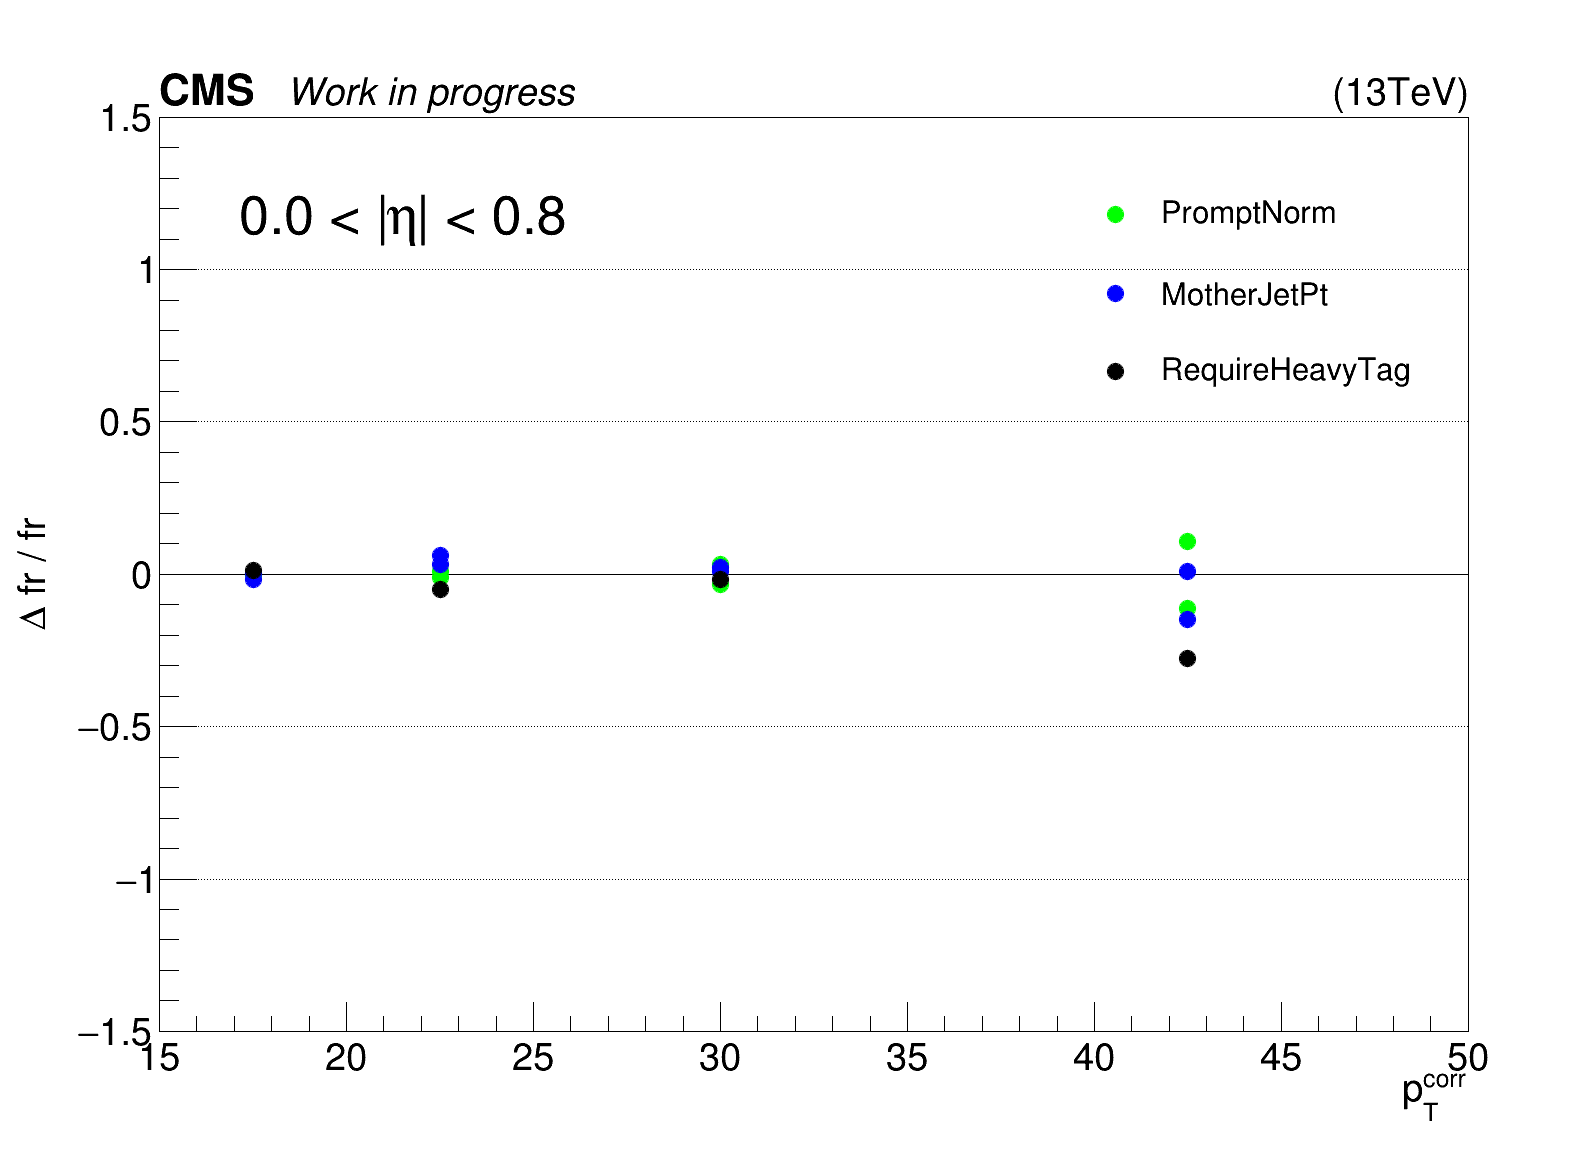 CMS Work in progress (13TeV)
0.0 < |η| < 0.8
PromptNorm
MotherJetPt
RequireHeavyTag
Δ fr / fr
1.5
1
0.5
0
−0.5
−1
−1.5
15 20 25 30 35 40 45 50
p_T^corr